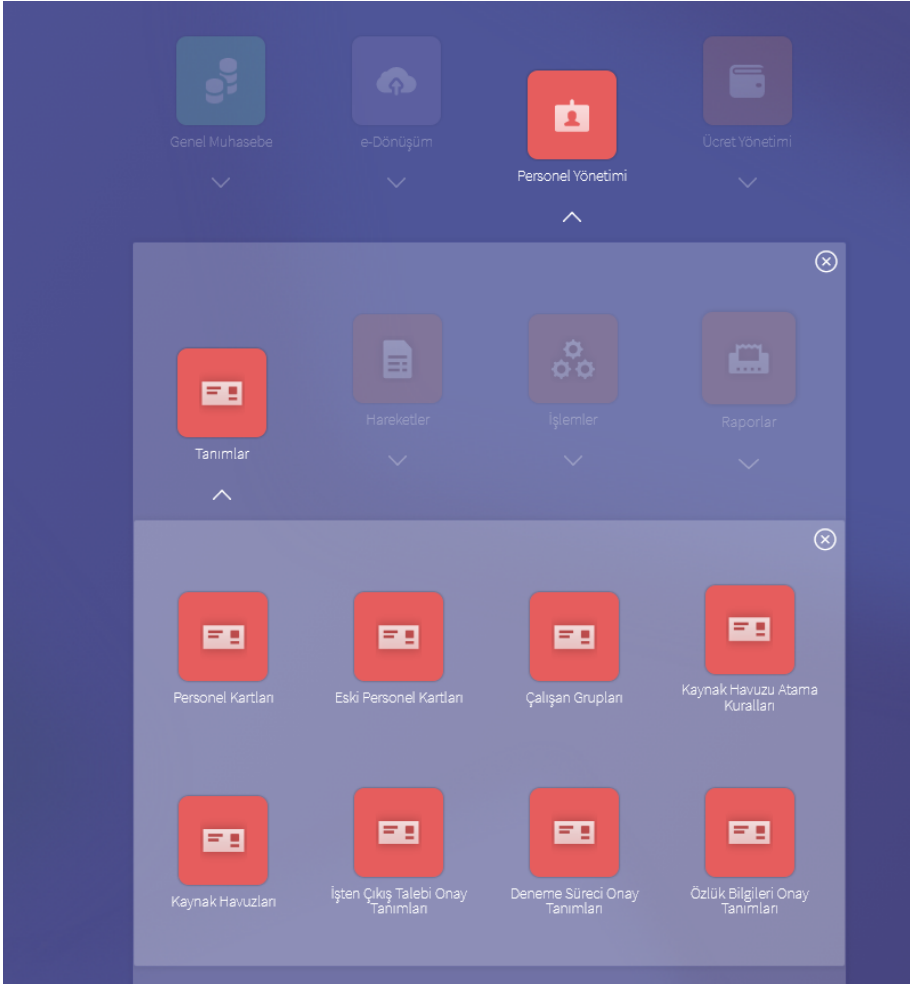 Genel Muhasebe
e-Dönüşüm
Personel Yönetimi
Ücret Yönetimi
Tanımlar
Hareketler
İşlemler
Raporlar
Personel Kartları
Eski Personel Kartları
Çalışan Grupları
Kaynak Havuzu Atama
Kuralları
Kaynak Havuzları
İşten Çıkış Talebi Onay
Tanımları
Deneme Süreci Onay
Tanımları
Özlük Bilgileri Onay
Tanımları